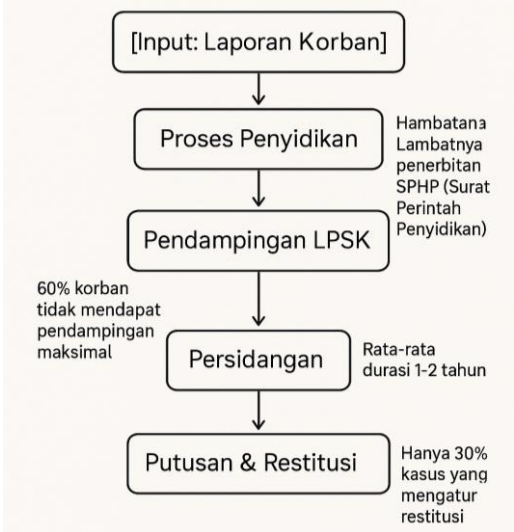 [Input: Laporan Korban]
Proses Penyidikan
Hambatana
Lambatnya
penerbitan
SPHP (Surat
Perintah
Penyidikan)
Pendampingan LPSK
60% korban
tidak mendapat
pendampingan
maksimal
Persidangan
Rata-rata
durasi 1-2 tahun
Putusan & Restitusi
Hanya 30%
kasus yang
mengatur
restitusi